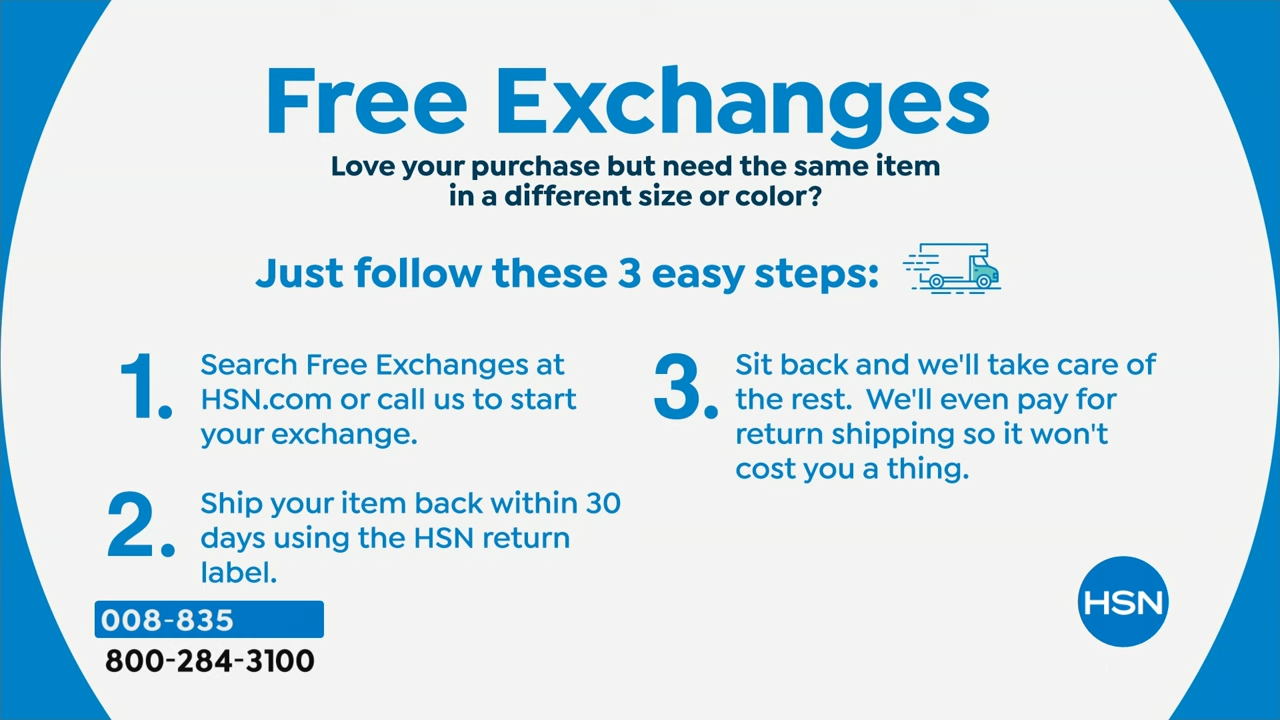 Free Exchanges
Love your purchase but need the same item
in a different size or color?
Just follow these 3 easy steps:
1. Search Free Exchanges at
HSN.com or call us to start
your exchange.
2. Ship your item back within 30
days using the HSN return
label.
3. Sit back and we'll take care of
the rest.  We'll even pay for
return shipping so it won't
cost you a thing.
008-835
800-284-3100
HSN